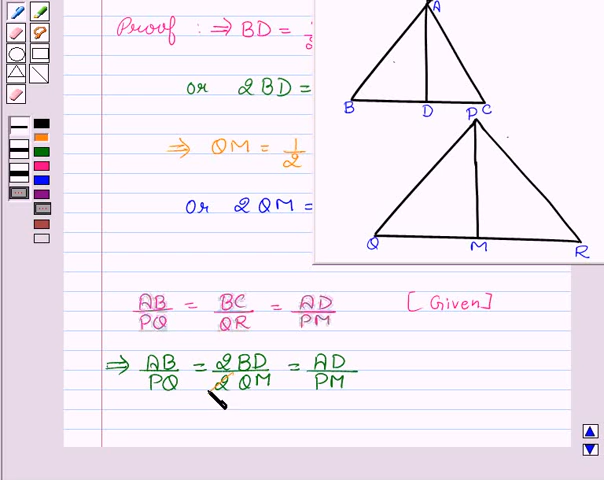 Proof : ⇒ BD =
or 2BD =
⇒ QM = 1/2
or 2QM =
A
B D C
P
Q M R
AB/PQ = BC/QR = AD/PM [Given]
⇒ AB/PQ = 2BD/2QM = AD/PM